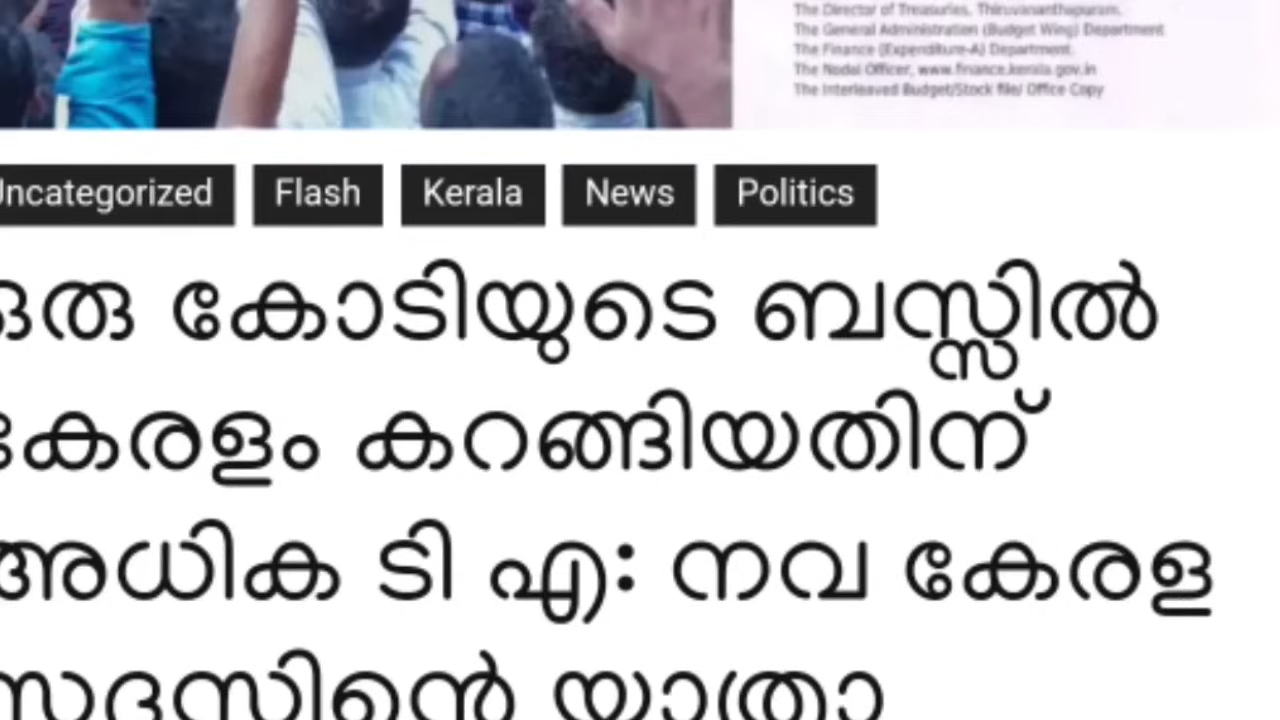 The Director of Treasuries, Thiruvananthapuram.
The General Administration (Budget Wing) Department
The Finance (Expenditure-A) Department.
The Nodal Officer, www.finance.kerala.gov.in
The Interleaved Budget/Stock file/ Office Copy
Uncategorized Flash Kerala News Politics
ഒരു കോടിയുടെ ബസ്സിൽ
കേരളം കറങ്ങിയതിന്
അധിക ടി എ: നവ കേരള
സദസിന്റെ യാത്രാ